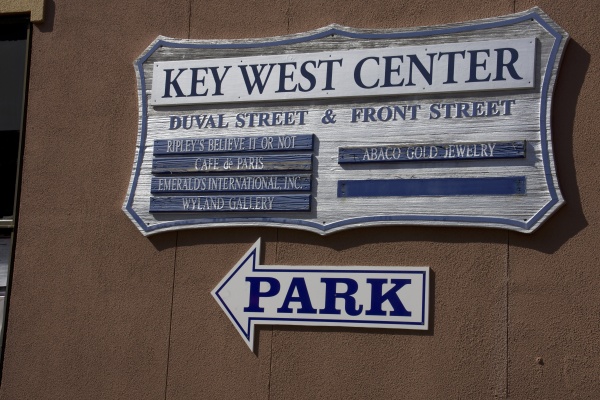 KEY WEST CENTER
DUVAL STREET & FRONT STREET
RIPLEY'S BELIEVE IT OR NOT
CAFE de PARIS
EMERALD'S INTERNATIONAL, INC.
WYLAND GALLERY
ABACO GOLD JEWELRY
PARK